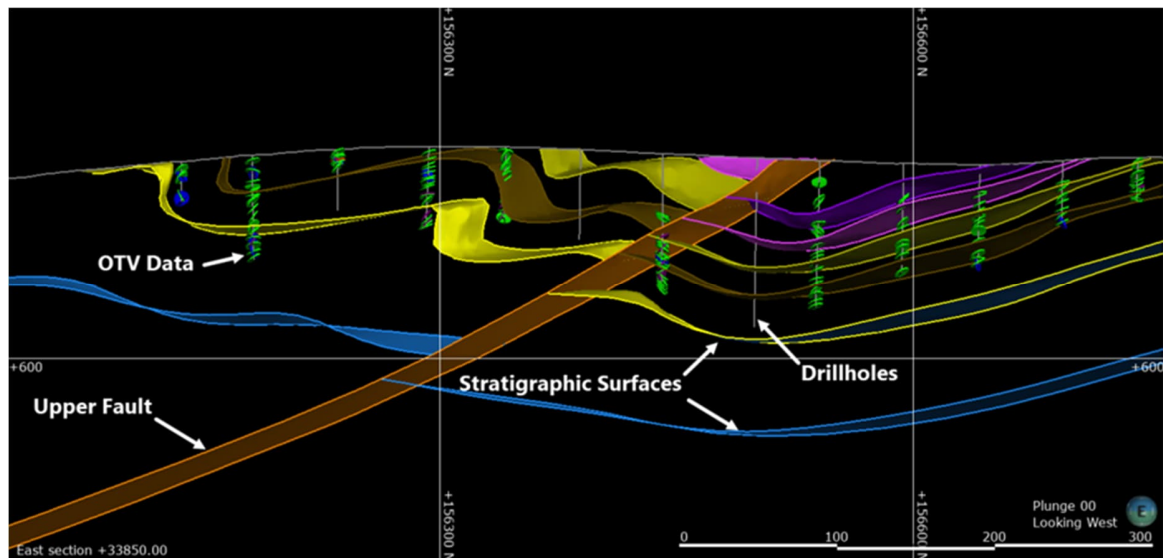 +156300 N
+156600 N
OTV Data
+600
+600
Stratigraphic Surfaces
Drillholes
Upper Fault
+156300 N
+156600 N
Plunge 00
Looking West
E
East section +33850.00
0 100 200 300